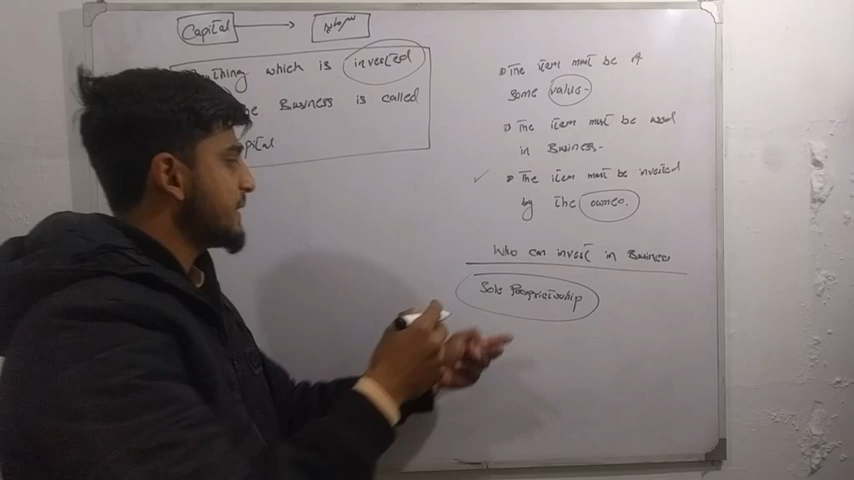 Capital → سرمایہ
thing which is invested
Business is called
• The item must be of
some value-
• The item must be used
in Business-
✓ • The item must be invested
by the owner.
Who can invest in Business
Sole Proprietorship